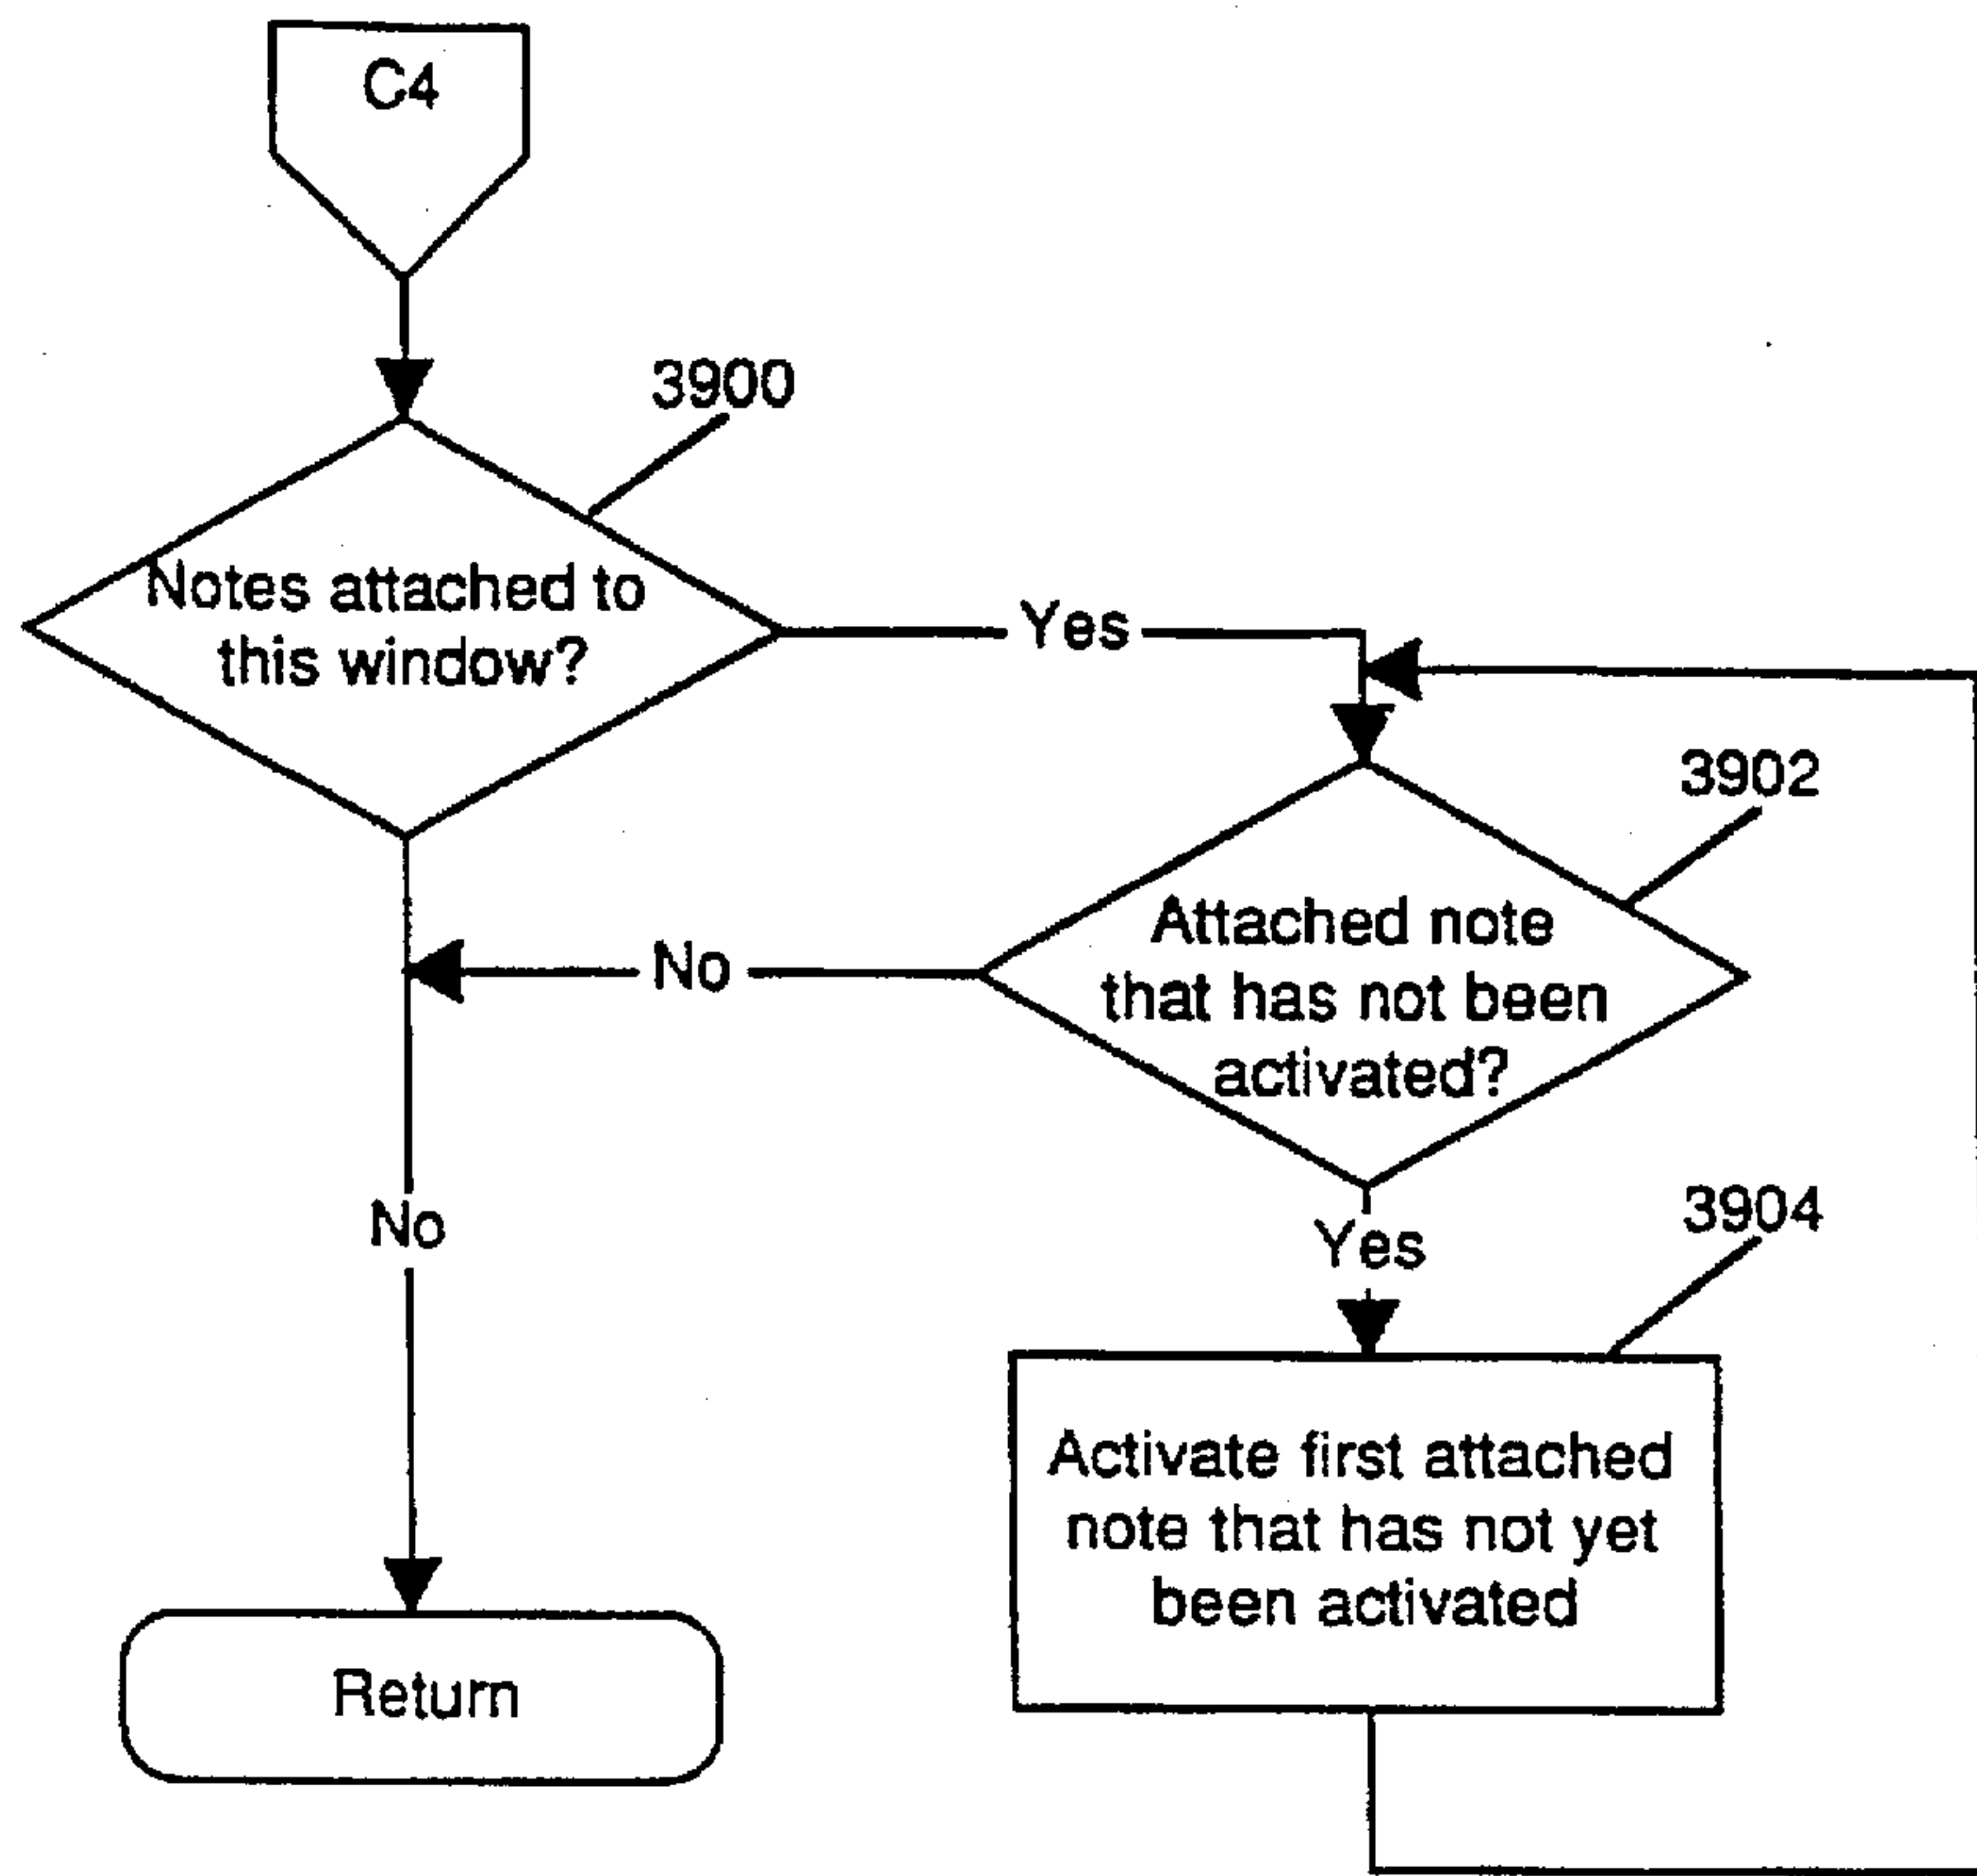 C4
3900
Notes attached to
this window?
Yes
3902
Attached note
that has not been
activated?
No
No
Yes
3904
Activate first attached
note that has not yet
been activated
Return